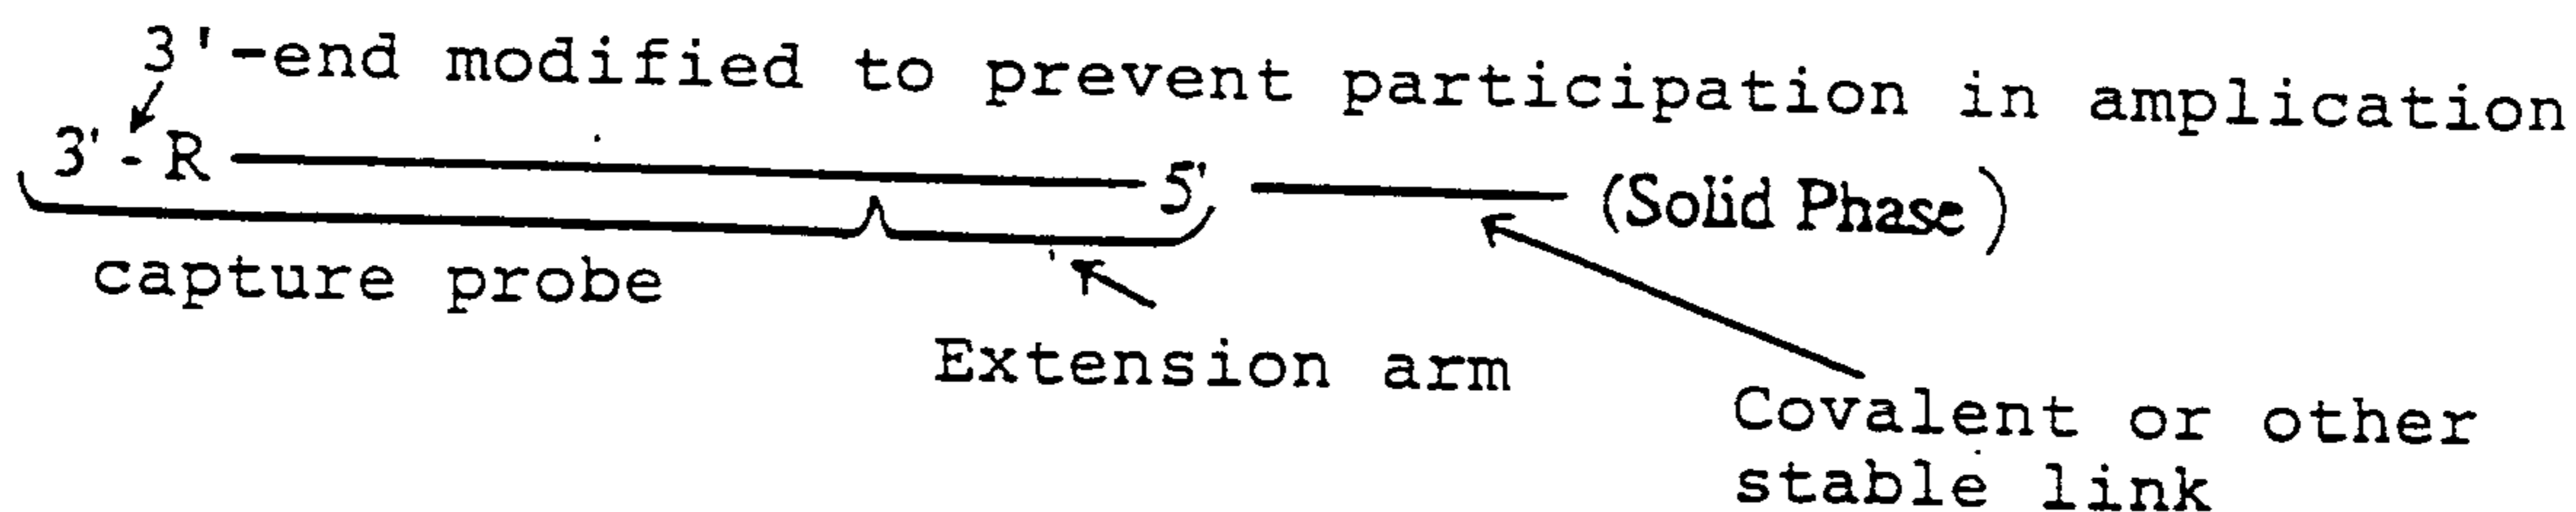 3'-end modified to prevent participation in amplication
3'-R 5' (Solid Phase)
capture probe
Extension arm
Covalent or other
stable link